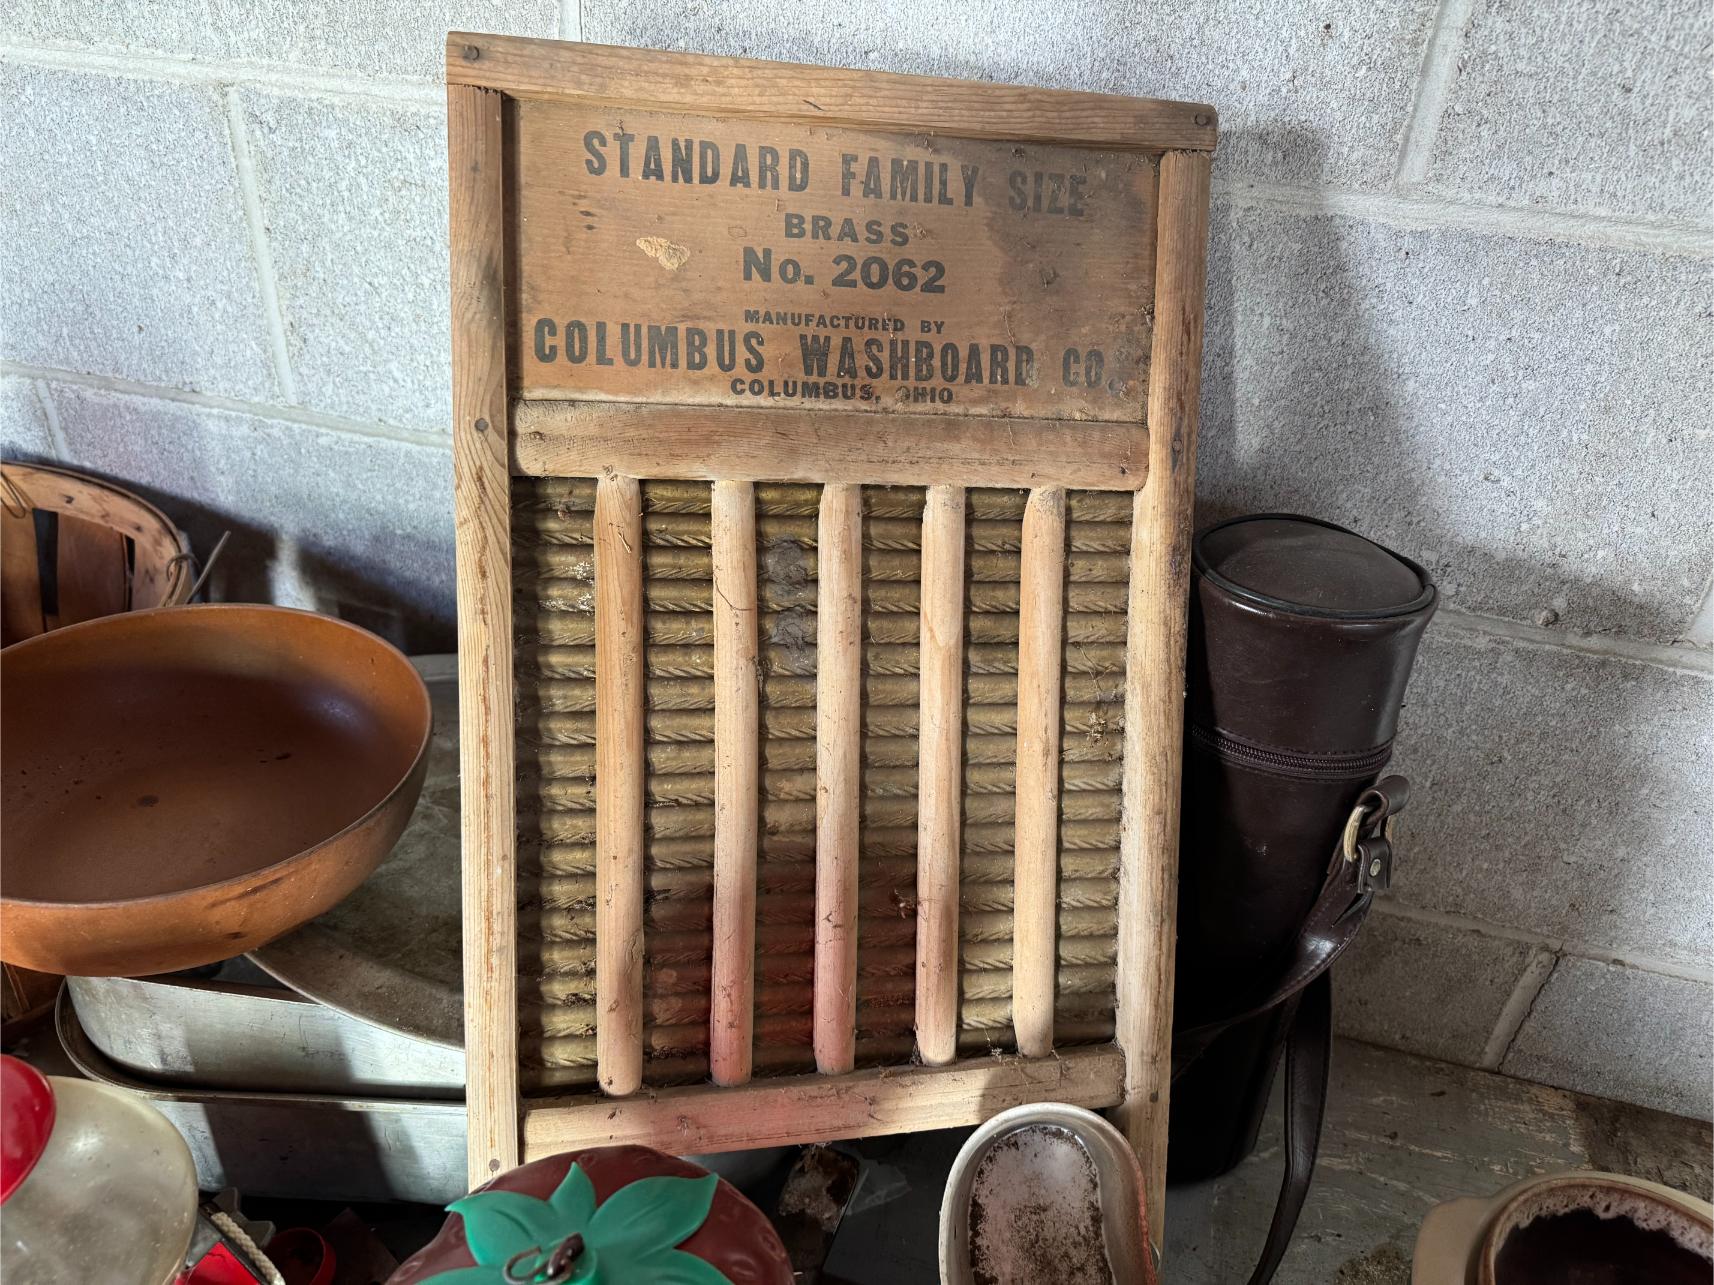 STANDARD FAMILY SIZE
BRASS
No. 2062
MANUFACTURED BY
COLUMBUS WASHBOARD CO.
COLUMBUS, OHIO